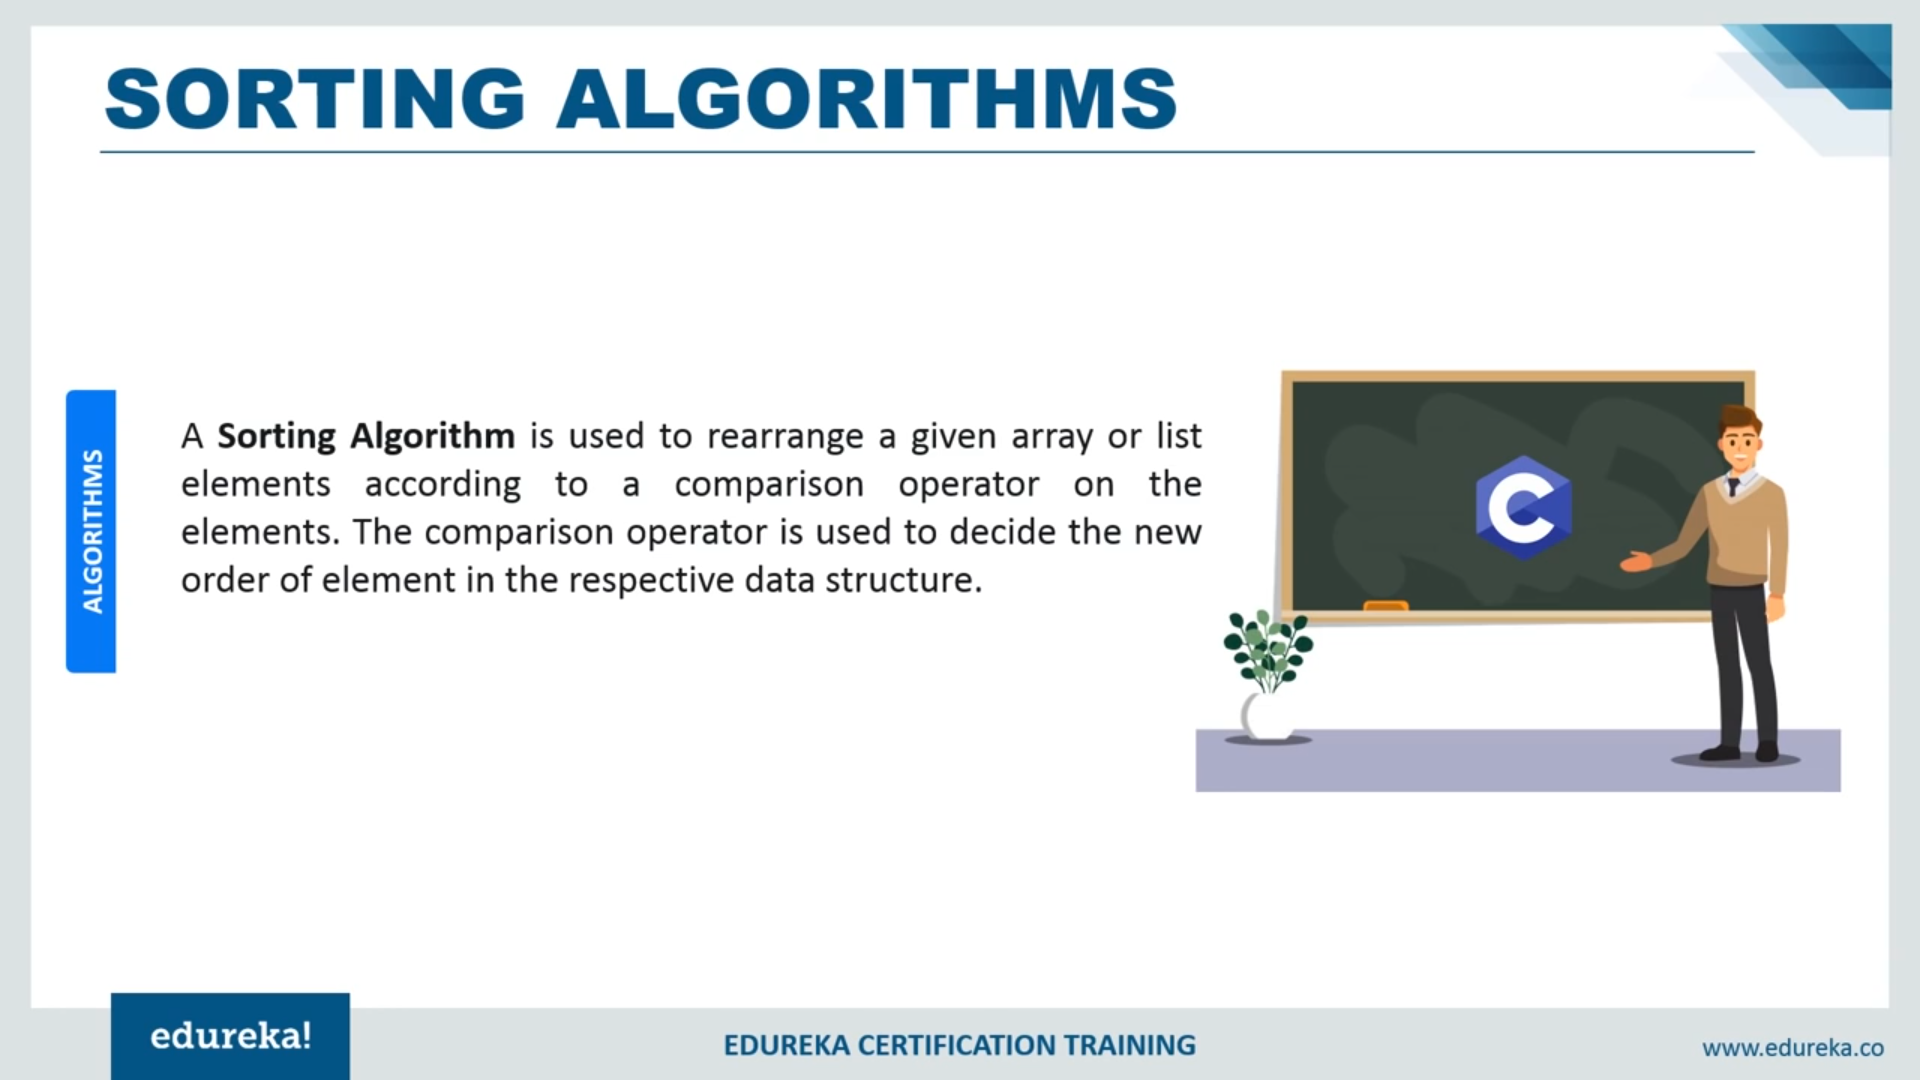 SORTING ALGORITHMS
ALGORITHMS
A Sorting Algorithm is used to rearrange a given array or list
elements according to a comparison operator on the
elements. The comparison operator is used to decide the new
order of element in the respective data structure.
C
edureka!
EDUREKA CERTIFICATION TRAINING
www.edureka.co